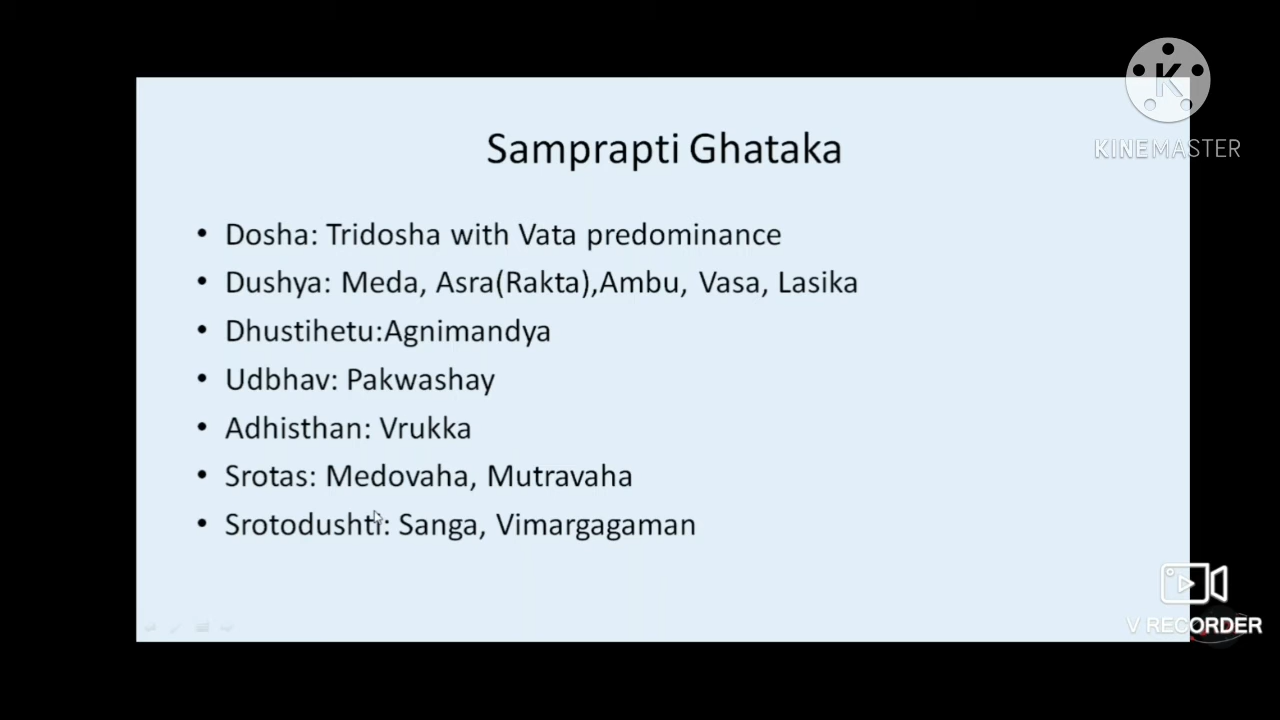 KINEMASTER
Samprapti Ghataka
• Dosha: Tridosha with Vata predominance
• Dushya: Meda, Asra(Rakta),Ambu, Vasa, Lasika
• Dhustihetu:Agnimandya
• Udbhav: Pakwashay
• Adhisthan: Vrukka
• Srotas: Medovaha, Mutravaha
• Srotodushti: Sanga, Vimargagaman
V RECORDER